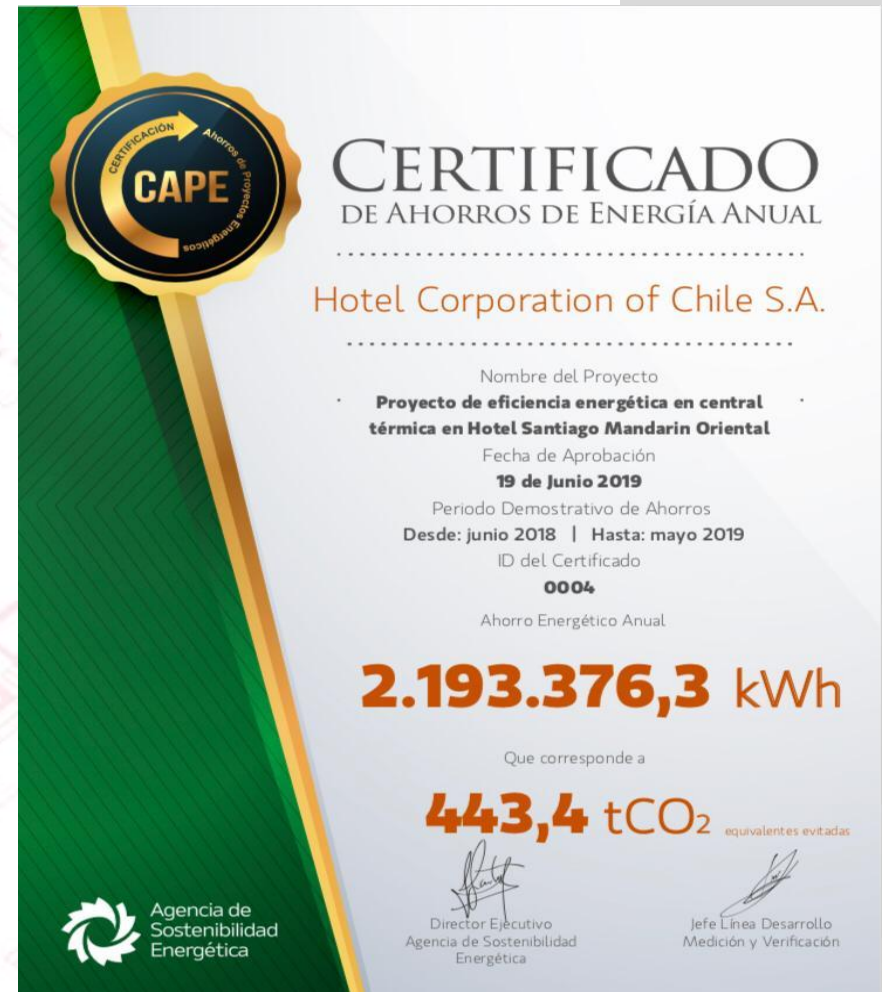 CERTIFICACIÓN
Ahorros de Proyectos Energéticos
CAPE
CERTIFICADO
DE AHORROS DE ENERGÍA ANUAL
Hotel Corporation of Chile S.A.
Nombre del Proyecto
Proyecto de eficiencia energética en central
térmica en Hotel Santiago Mandarin Oriental
Fecha de Aprobación
19 de Junio 2019
Periodo Demostrativo de Ahorros
Desde: junio 2018 | Hasta: mayo 2019
ID del Certificado
0004
Ahorro Energético Anual
2.193.376,3 kWh
Que corresponde a
443,4 tCO2 equivalentes evitadas
Director Ejecutivo
Agencia de Sostenibilidad
Energética
Jefe Línea Desarrollo
Medición y Verificación
Agencia de
Sostenibilidad
Energética